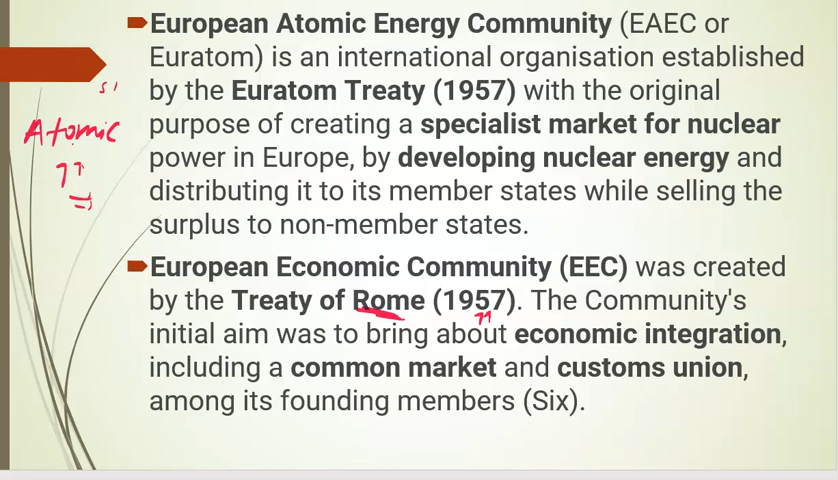 European Atomic Energy Community (EAEC or
Euratom) is an international organisation established
by the Euratom Treaty (1957) with the original
purpose of creating a specialist market for nuclear
power in Europe, by developing nuclear energy and
distributing it to its member states while selling the
surplus to non-member states.
European Economic Community (EEC) was created
by the Treaty of Rome (1957). The Community's
initial aim was to bring about economic integration,
including a common market and customs union,
among its founding members (Six).
Atomic